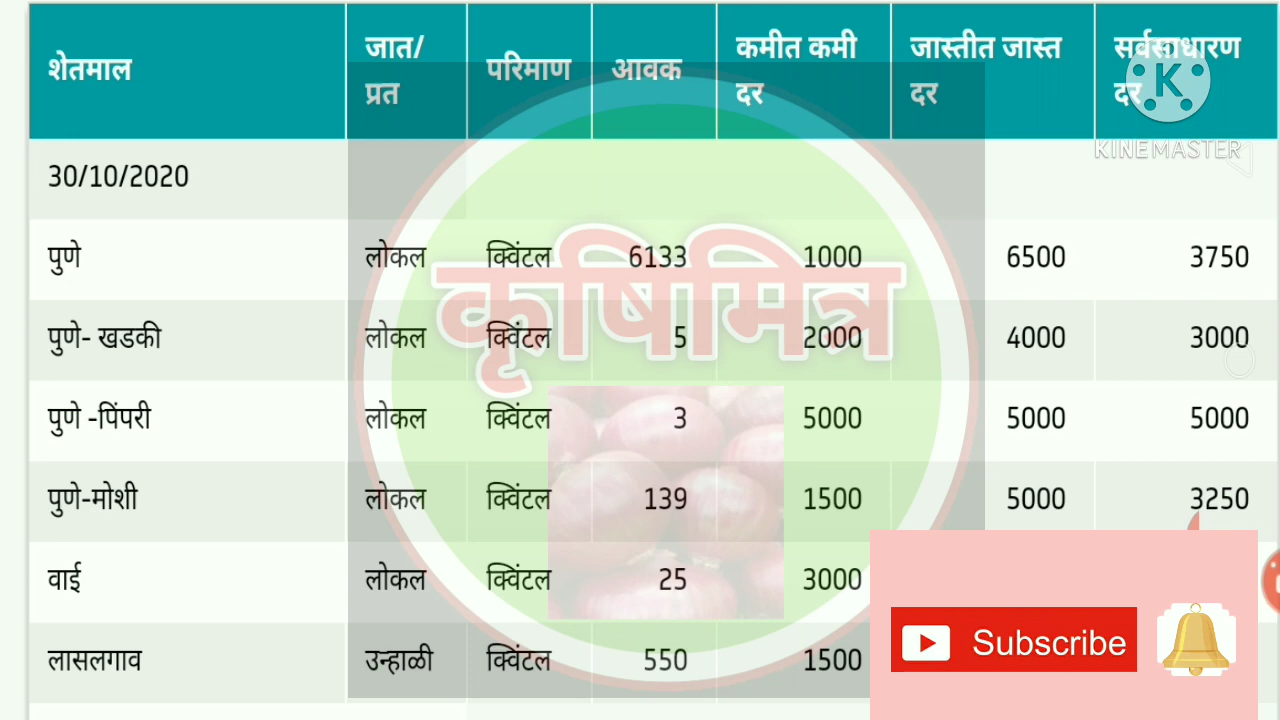 शेतमाल जात/ प्रत परिमाण आवक कमीत कमी दर जास्तीत जास्त दर सर्वसाधारण दर
KINEMASTER
30/10/2020
पुणे लोकल क्विंटल 6133 1000 6500 3750
कृषिमित्र
पुणे- खडकी लोकल क्विंटल 5 2000 4000 3000
पुणे -पिंपरी लोकल क्विंटल 3 5000 5000 5000
पुणे-मोशी लोकल क्विंटल 139 1500 5000 3250
वाई लोकल क्विंटल 25 3000
लासलगाव उन्हाळी क्विंटल 550 1500
Subscribe